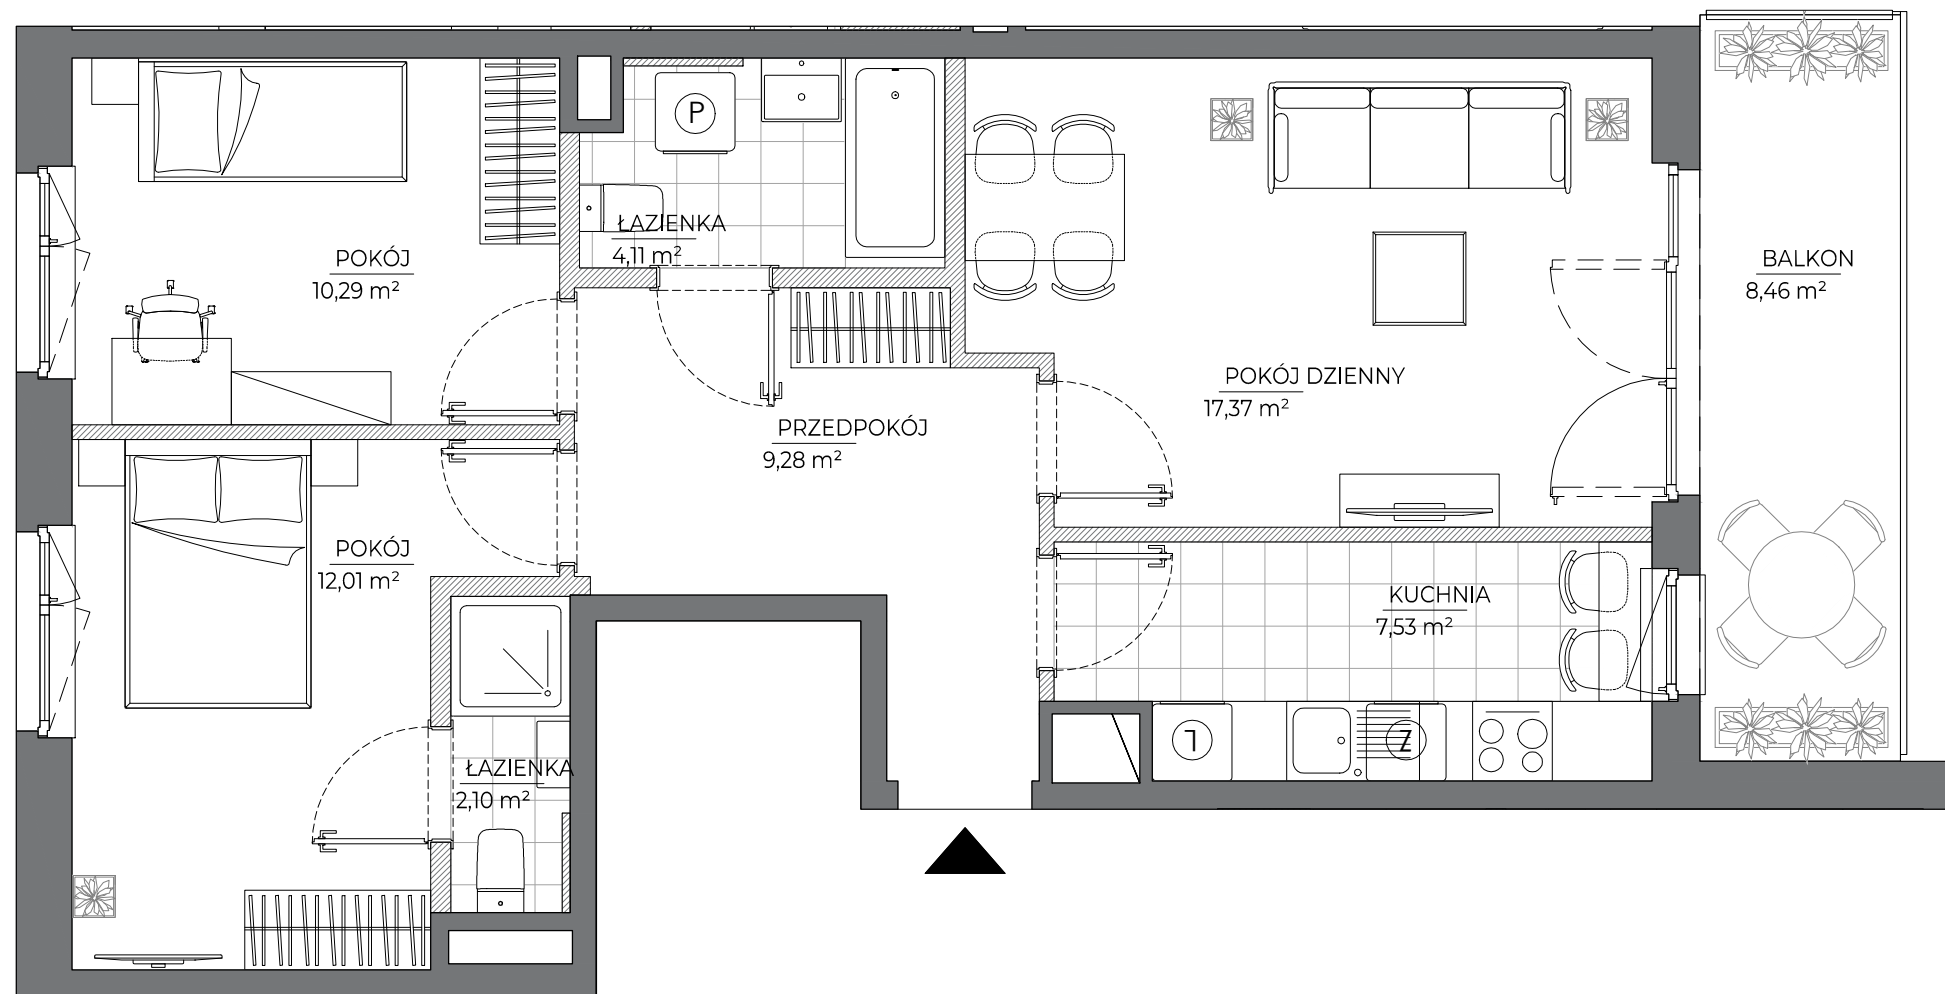 P
ŁAZIENKA
4,11 m²
POKÓJ
10,29 m²
BALKON
8,46 m²
POKÓJ DZIENNY
17,37 m²
PRZEDPOKÓJ
9,28 m²
POKÓJ
12,01 m²
KUCHNIA
7,53 m²
L
Z
ŁAZIENKA
2,10 m²